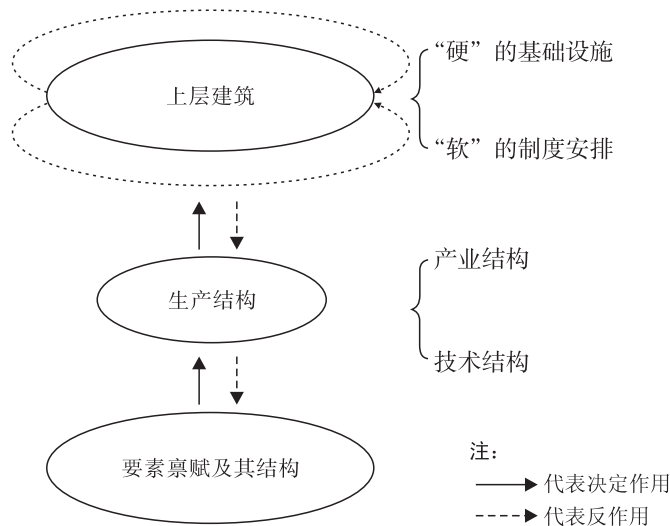 上层建筑
“硬”的基础设施
“软”的制度安排
生产结构
产业结构
技术结构
要素禀赋及其结构
注：
代表决定作用
代表反作用